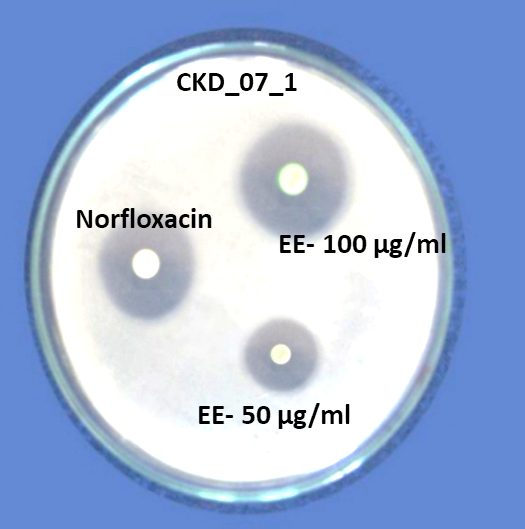 CKD_07_1
Norfloxacin
EE- 100 µg/ml
EE- 50 µg/ml